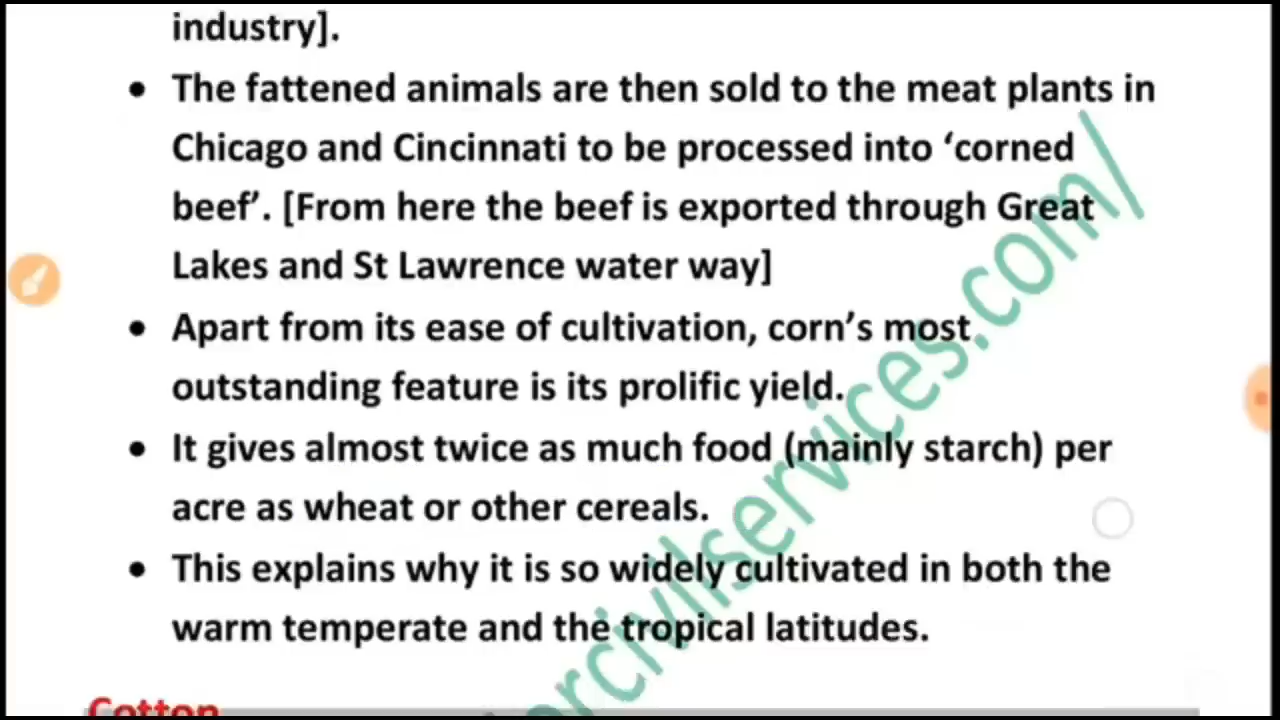 industry].
• The fattened animals are then sold to the meat plants in
Chicago and Cincinnati to be processed into ‘corned
beef’. [From here the beef is exported through Great
Lakes and St Lawrence water way]
• Apart from its ease of cultivation, corn’s most
outstanding feature is its prolific yield.
• It gives almost twice as much food (mainly starch) per
acre as wheat or other cereals.
• This explains why it is so widely cultivated in both the
warm temperate and the tropical latitudes.
Cotton
rcivilservices.com/